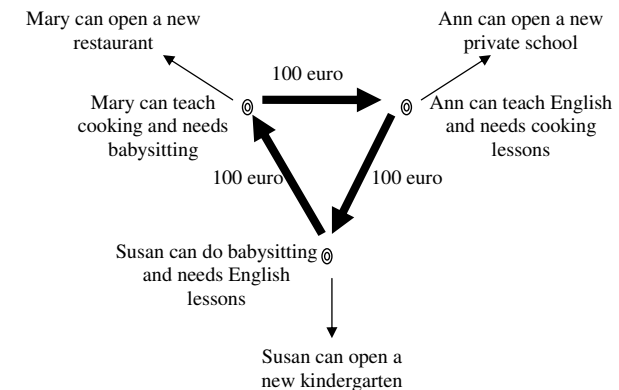 Mary can open a new
restaurant
Ann can open a new
private school
100 euro
Mary can teach
cooking and needs
babysitting
Ann can teach English
and needs cooking
lessons
100 euro
100 euro
Susan can do babysitting
and needs English
lessons
Susan can open a
new kindergarten